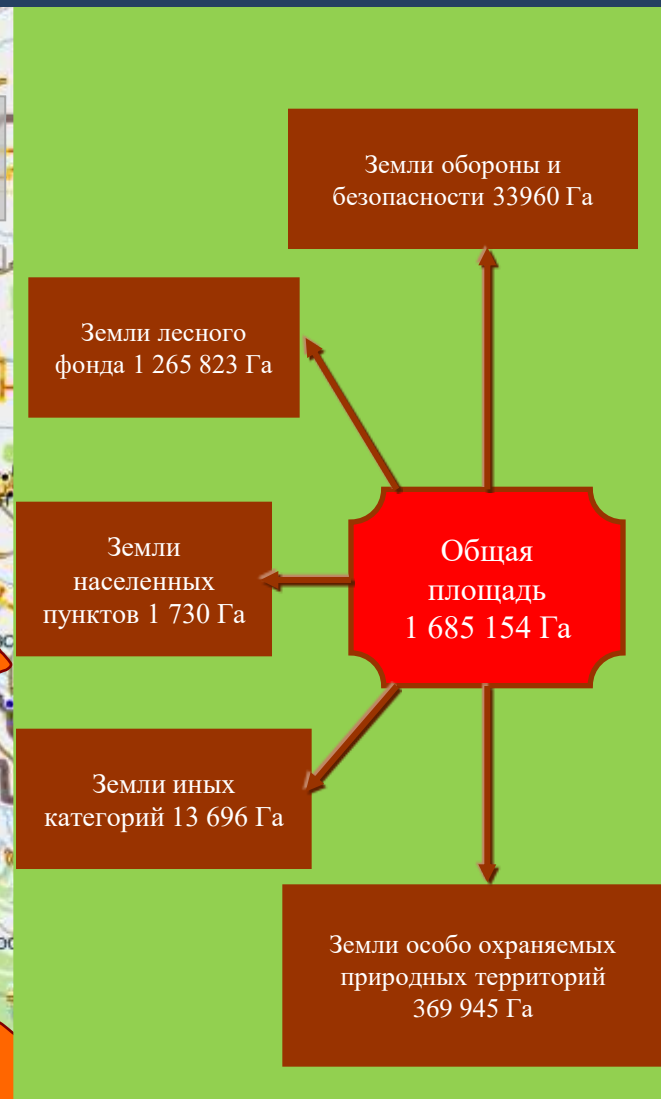 Земли обороны и
безопасности 33960 Га
Земли лесного
фонда 1 265 823 Га
Земли
населенных
пунктов 1 730 Га
Общая
площадь
1 685 154 Га
Земли иных
категорий 13 696 Га
Земли особо охраняемых
природных территорий
369 945 Га